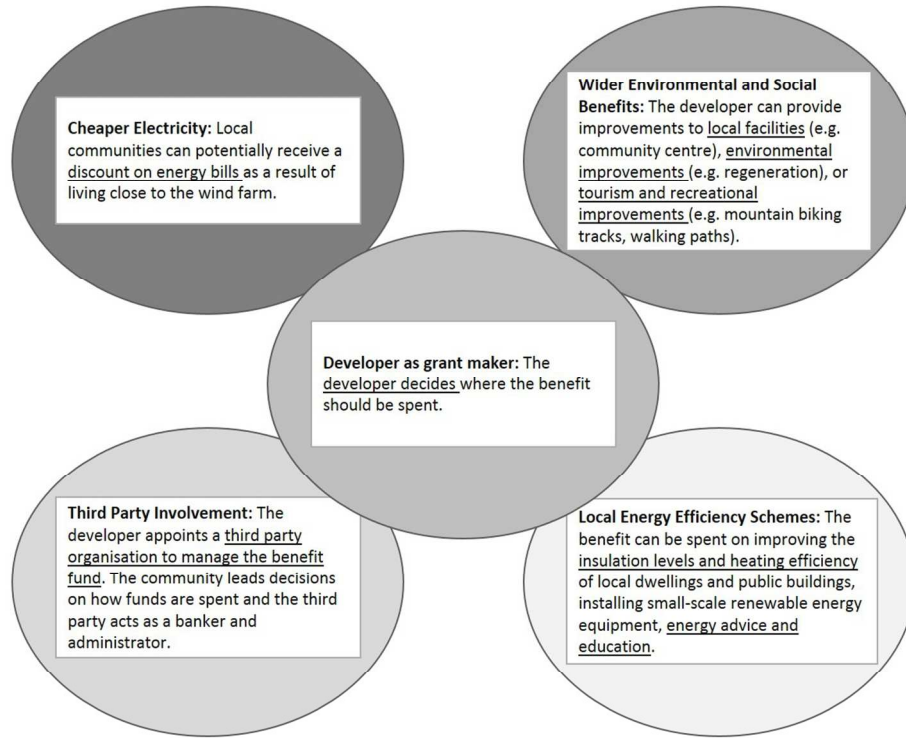 Cheaper Electricity: Local
communities can potentially receive a
discount on energy bills as a result of
living close to the wind farm.
Wider Environmental and Social
Benefits: The developer can provide
improvements to local facilities (e.g.
community centre), environmental
improvements (e.g. regeneration), or
tourism and recreational
improvements (e.g. mountain biking
tracks, walking paths).
Developer as grant maker: The
developer decides where the benefit
should be spent.
Third Party Involvement: The
developer appoints a third party
organisation to manage the benefit
fund. The community leads decisions
on how funds are spent and the third
party acts as a banker and
administrator.
Local Energy Efficiency Schemes: The
benefit can be spent on improving the
insulation levels and heating efficiency
of local dwellings and public buildings,
installing small-scale renewable energy
equipment, energy advice and
education.